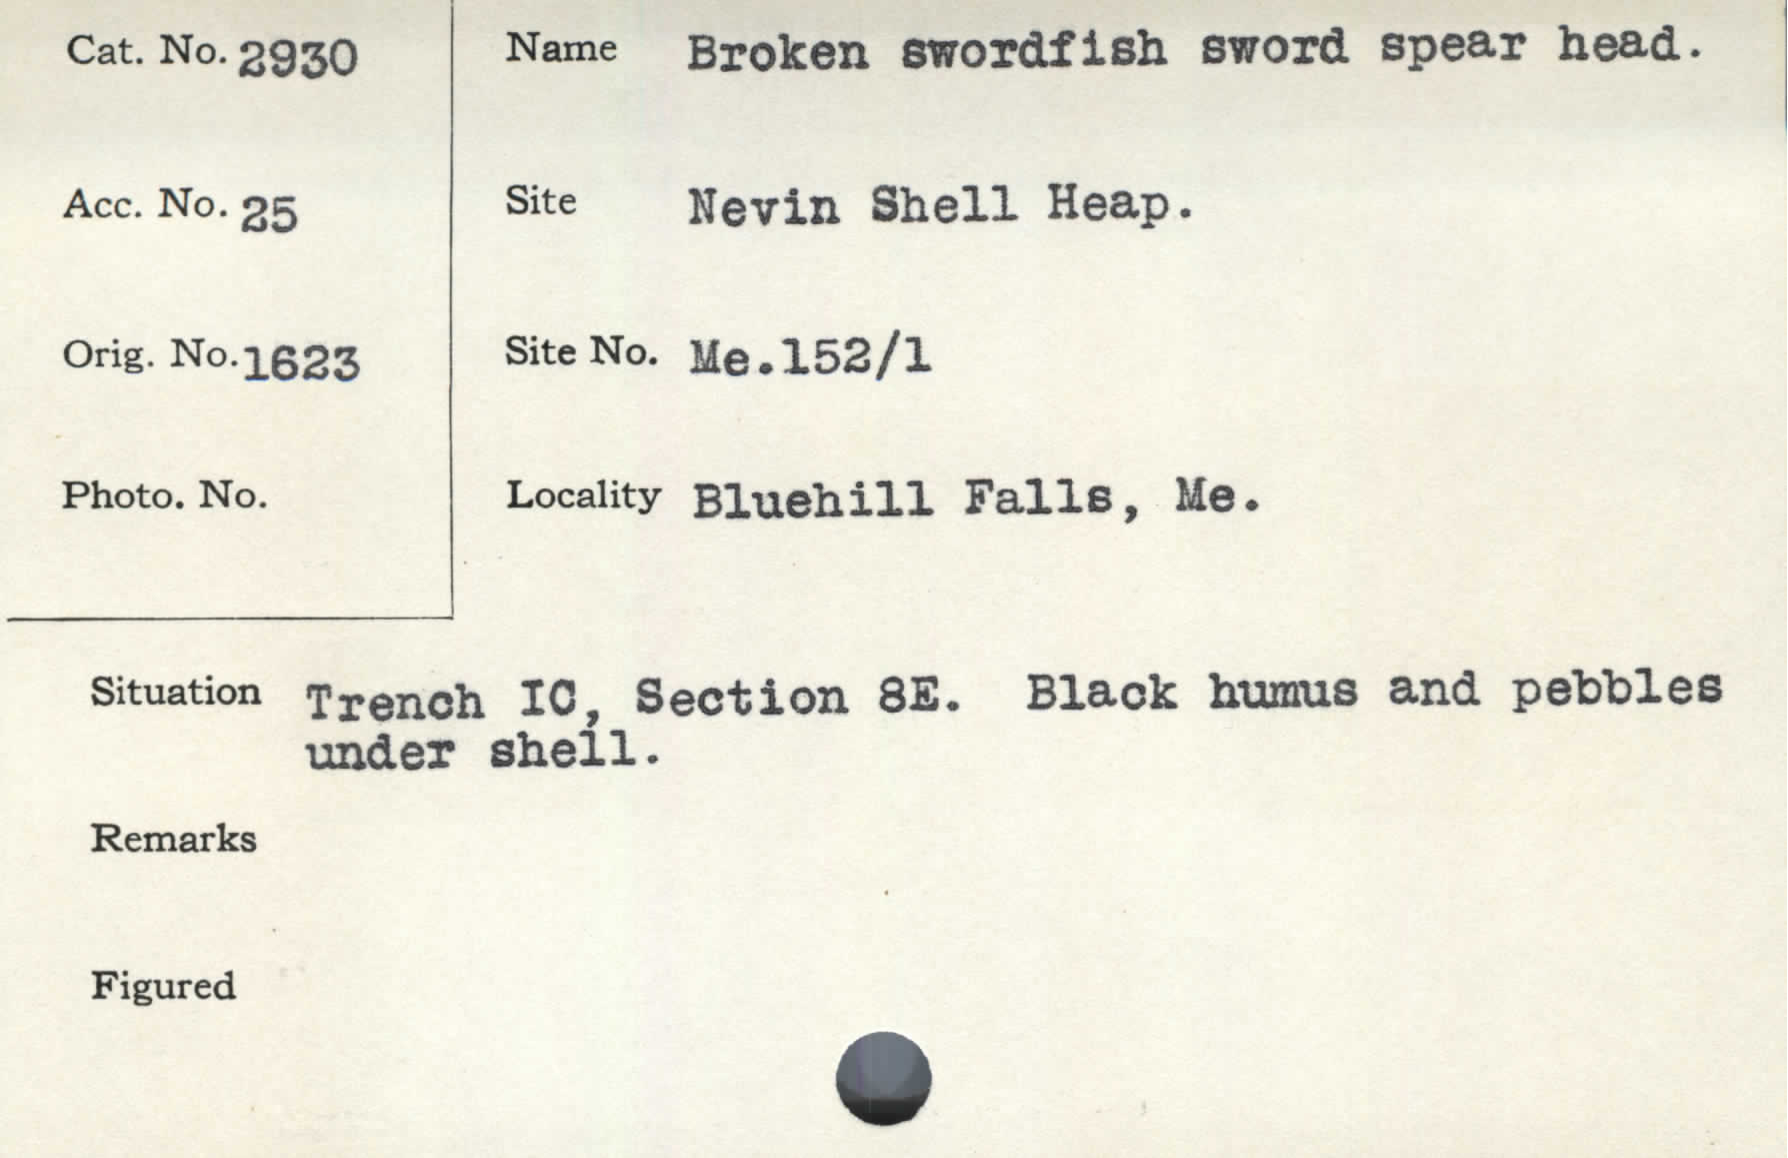 Cat. No. 2930
Name Broken swordfish sword spear head.
Acc. No. 25
Site Nevin Shell Heap.
Orig. No. 1623
Site No. Me.152/1
Photo. No.
Locality Bluehill Falls, Me.
Situation Trench IC, Section 8E. Black humus and pebbles
under shell.
Remarks
Figured